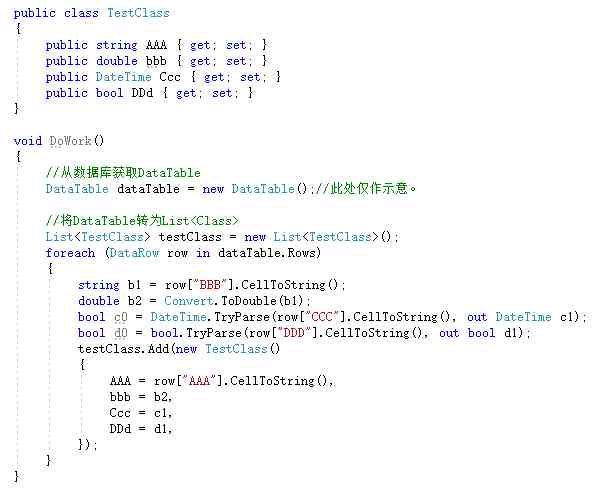 public class TestClass
{
    public string AAA { get; set; }
    public double bbb { get; set; }
    public DateTime Ccc { get; set; }
    public bool DDd { get; set; }
}

void DoWork()
{
    //从数据库获取DataTable
    DataTable dataTable = new DataTable();//此处仅作示意。

    //将DataTable转为List<Class>
    List<TestClass> testClass = new List<TestClass>();
    foreach (DataRow row in dataTable.Rows)
    {
        string b1 = row["BBB"].CellToString();
        double b2 = Convert.ToDouble(b1);
        bool c0 = DateTime.TryParse(row["CCC"].CellToString(), out DateTime c1);
        bool d0 = bool.TryParse(row["DDD"].CellToString(), out bool d1);
        testClass.Add(new TestClass()
        {
            AAA = row["AAA"].CellToString(),
            bbb = b2,
            Ccc = c1,
            DDd = d1,
        });
    }
}